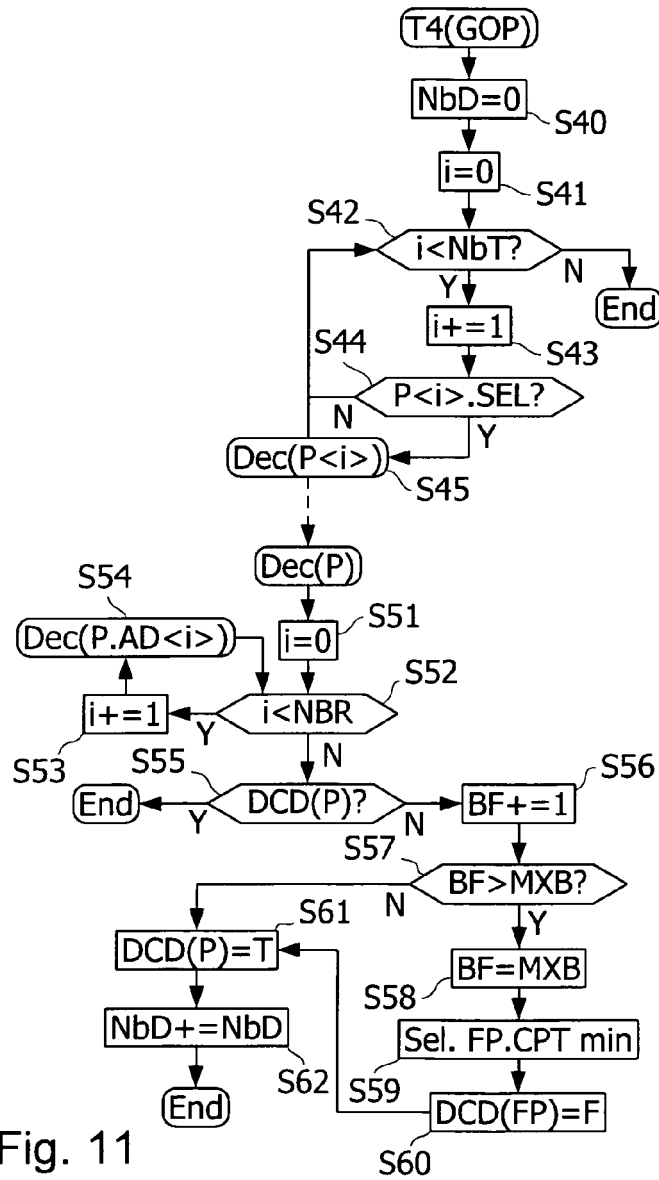 T4(GOP)
NbD=0
S40
i=0
S41
S42
i<NbT?
N
Y
End
i+=1
S43
S44
P<i>.SEL?
N
Y
Dec(P<i>)
S45
Dec(P)
S54
S51
Dec(P.AD<i>)
i=0
S52
i+=1
Y
i<NBR
S53
N
S55
S56
End
Y
DCD(P)?
N
BF+=1
S57
BF>MXB?
N
Y
S61
DCD(P)=T
BF=MXB
S58
NbD+=NbD
Sel. FP.CPT min
S62
S59
End
DCD(FP)=F
S60
Fig. 11